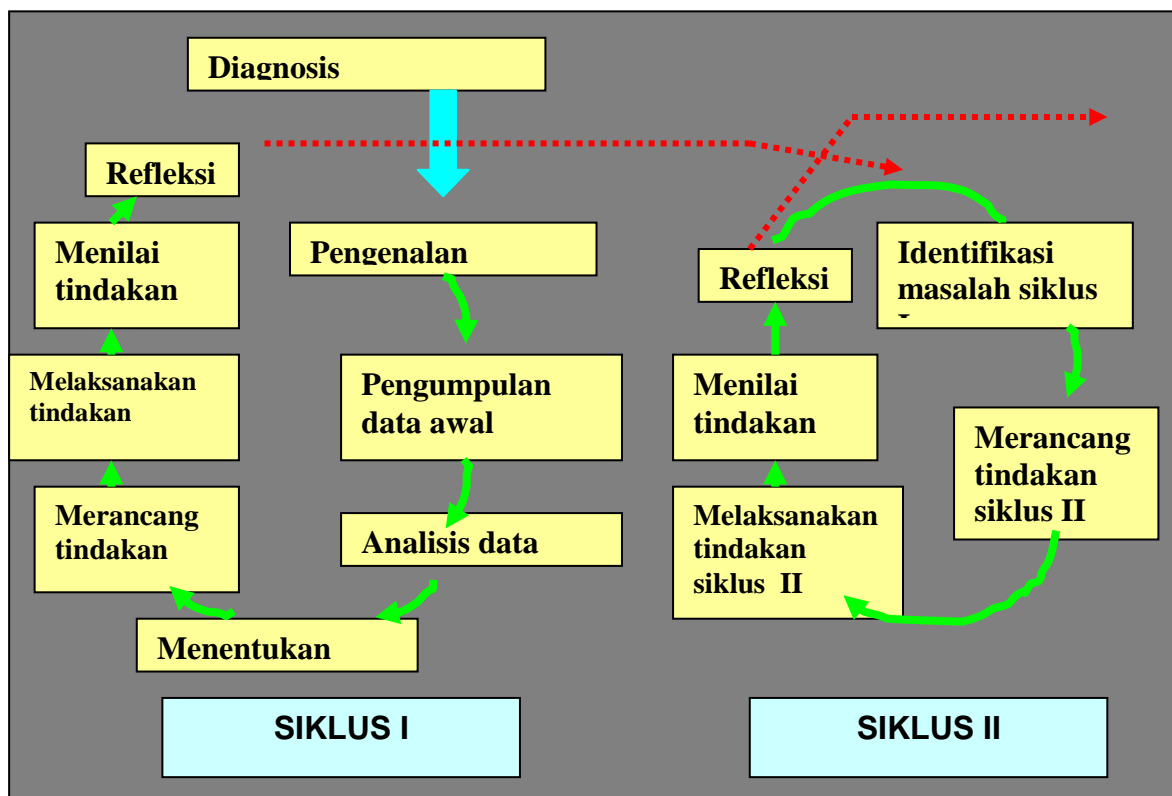 Diagnosis
Refleksi
Menilai
tindakan
Melaksanakan
tindakan
Merancang
tindakan
Pengenalan
Pengumpulan
data awal
Analisis data
Menentukan
SIKLUS I
Refleksi
Menilai
tindakan
Melaksanakan
tindakan
siklus II
Identifikasi
masalah siklus
Merancang
tindakan
siklus II
SIKLUS II